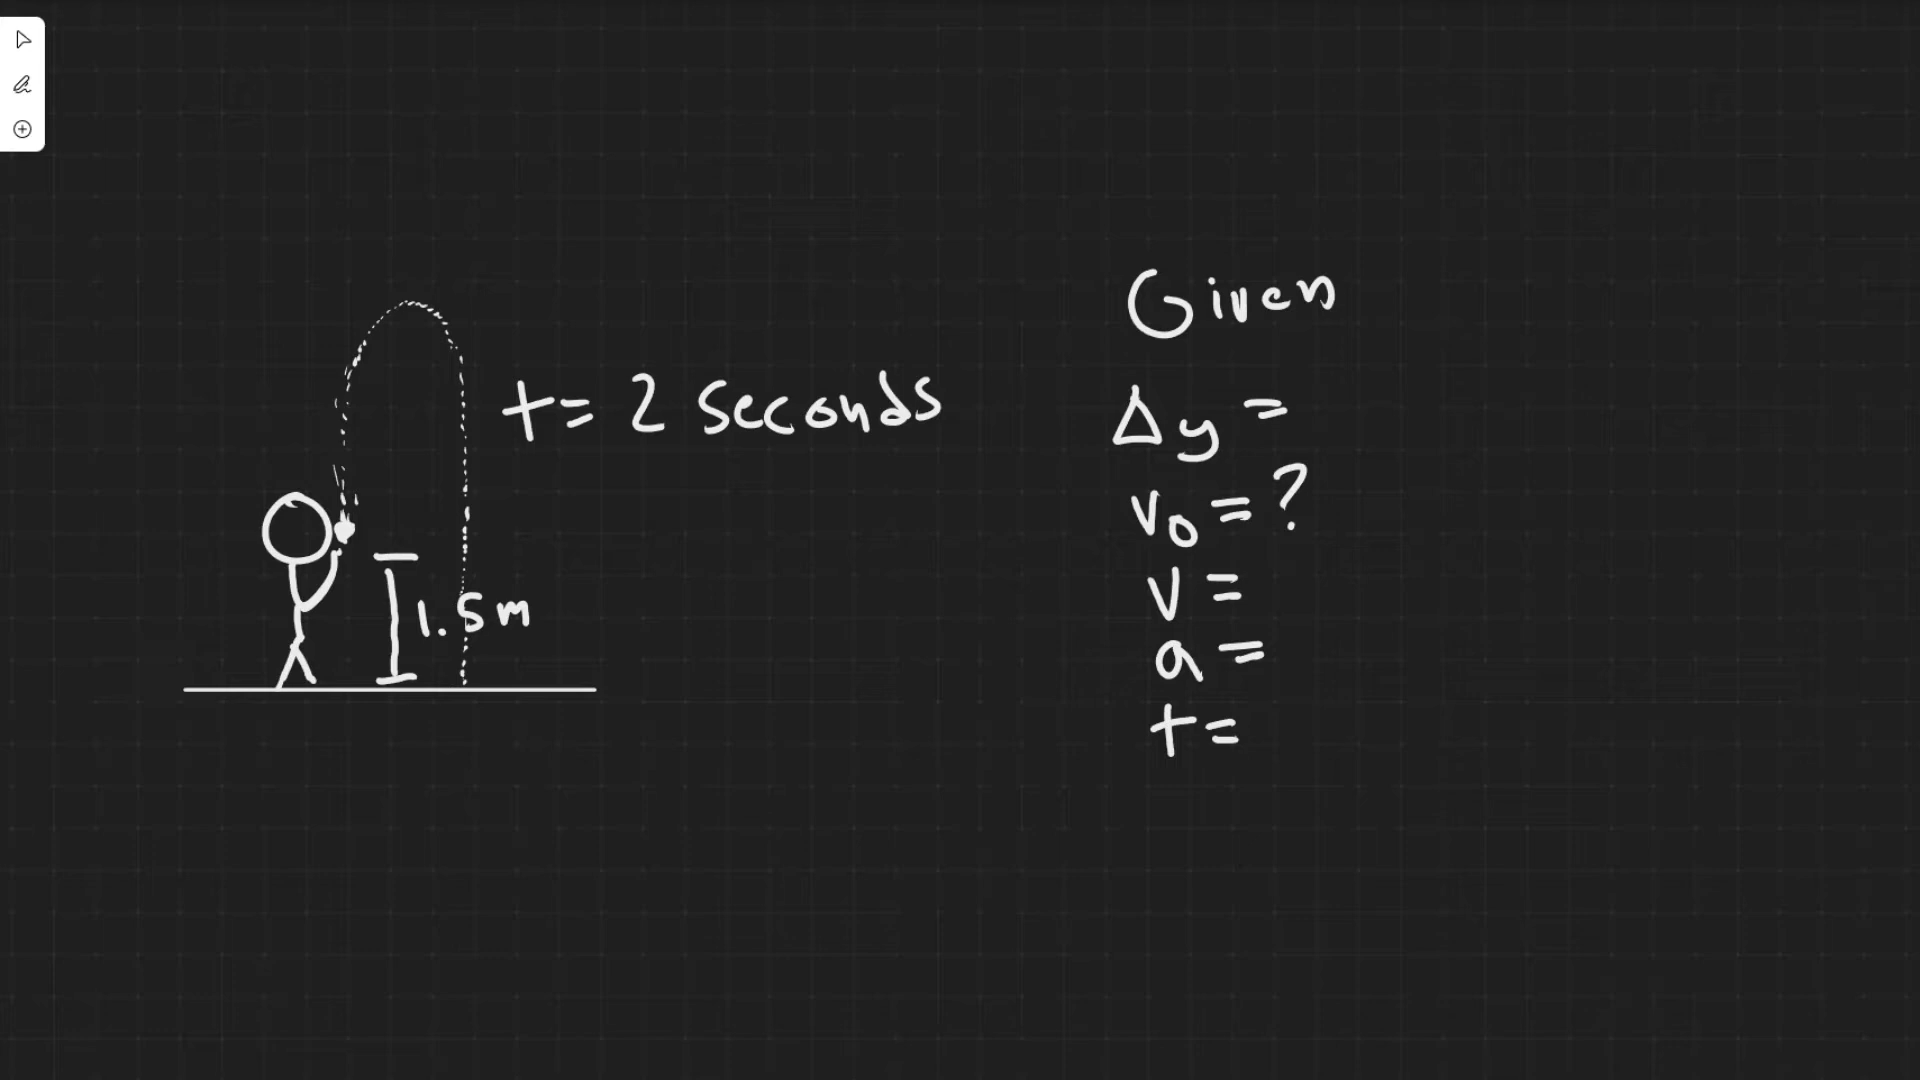 t= 2 seconds
1.5m
Given
Δy =
v₀ = ?
v =
a =
t=